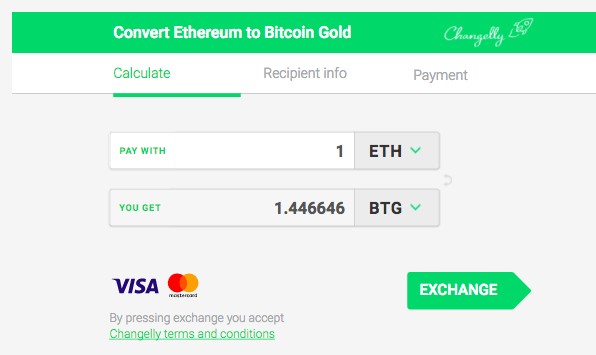 Convert Ethereum to Bitcoin Gold
Changelly
Calculate Recipient info Payment
PAY WITH 1 ETH
YOU GET 1.446646 BTG
VISA mastercard
EXCHANGE
By pressing exchange you accept
Changelly terms and conditions